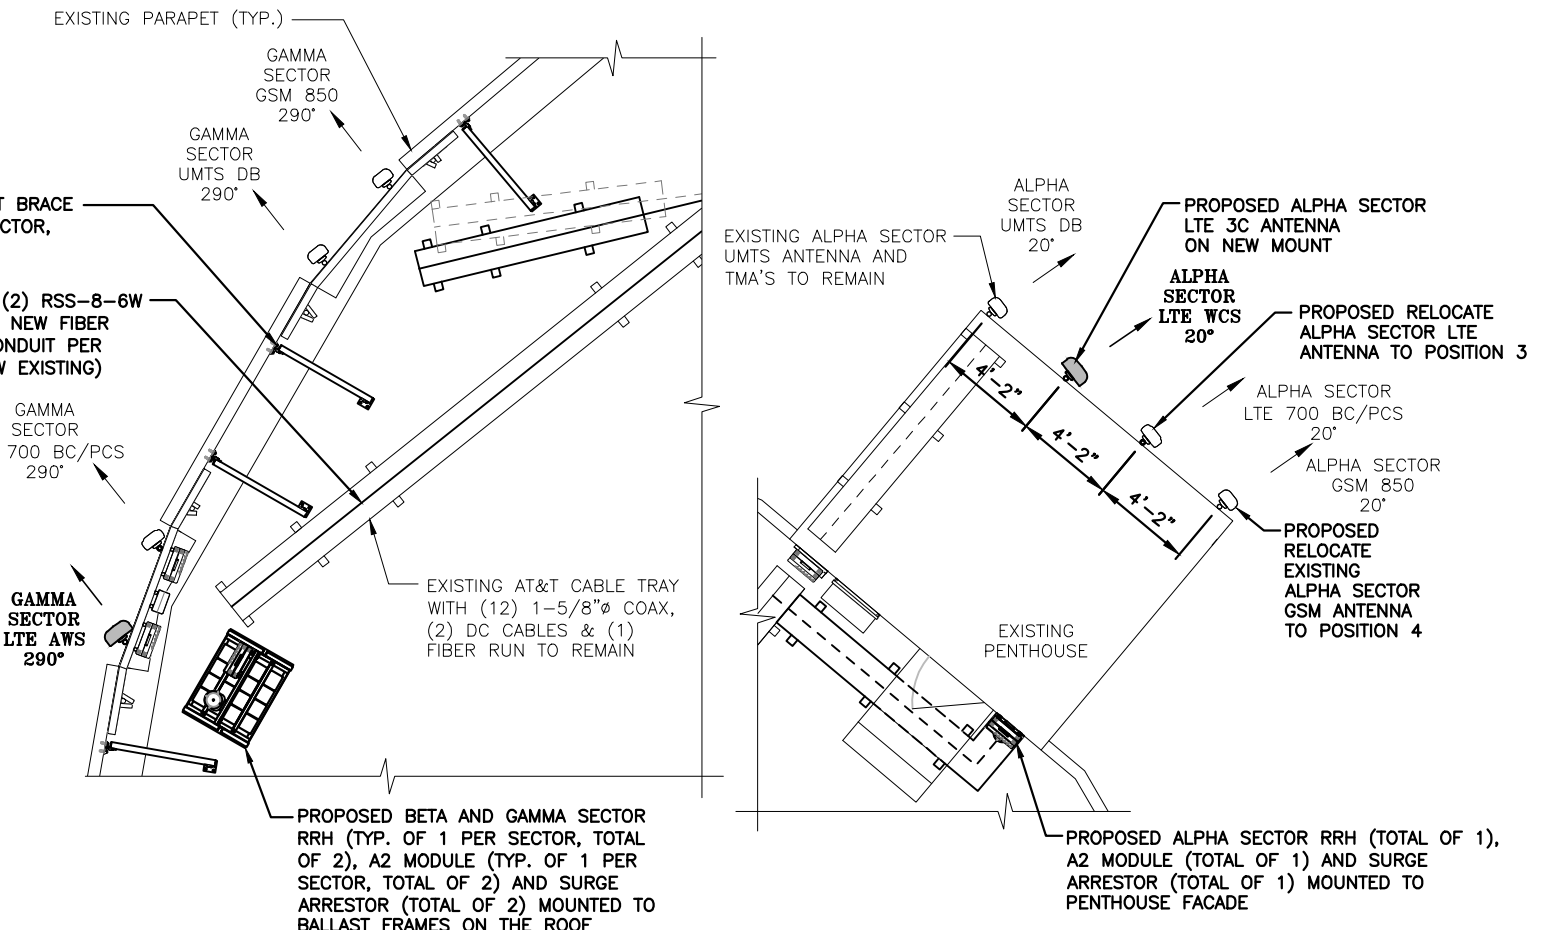 EXISTING PARAPET (TYP.)
GAMMA
SECTOR
GSM 850
290°
GAMMA
SECTOR
UMTS DB
290°
T BRACE
CTOR,
(2) RSS-8-6W
NEW FIBER
ONDUIT PER
W EXISTING)
GAMMA
SECTOR
700 BC/PCS
290°
GAMMA
SECTOR
LTE AWS
290°
EXISTING AT&T CABLE TRAY
WITH (12) 1-5/8"ø COAX,
(2) DC CABLES & (1)
FIBER RUN TO REMAIN
PROPOSED BETA AND GAMMA SECTOR
RRH (TYP. OF 1 PER SECTOR, TOTAL
OF 2), A2 MODULE (TYP. OF 1 PER
SECTOR, TOTAL OF 2) AND SURGE
ARRESTOR (TOTAL OF 2) MOUNTED TO
BALLAST FRAMES ON THE ROOF
EXISTING ALPHA SECTOR
UMTS ANTENNA AND
TMA'S TO REMAIN
ALPHA
SECTOR
UMTS DB
20°
PROPOSED ALPHA SECTOR
LTE 3C ANTENNA
ON NEW MOUNT
ALPHA
SECTOR
LTE WCS
20°
PROPOSED RELOCATE
ALPHA SECTOR LTE
ANTENNA TO POSITION 3
ALPHA SECTOR
LTE 700 BC/PCS
20°
ALPHA SECTOR
GSM 850
20°
PROPOSED
RELOCATE
EXISTING
ALPHA SECTOR
GSM ANTENNA
TO POSITION 4
4'-2"
4'-2"
4'-2"
EXISTING
PENTHOUSE
PROPOSED ALPHA SECTOR RRH (TOTAL OF 1),
A2 MODULE (TOTAL OF 1) AND SURGE
ARRESTOR (TOTAL OF 1) MOUNTED TO
PENTHOUSE FACADE